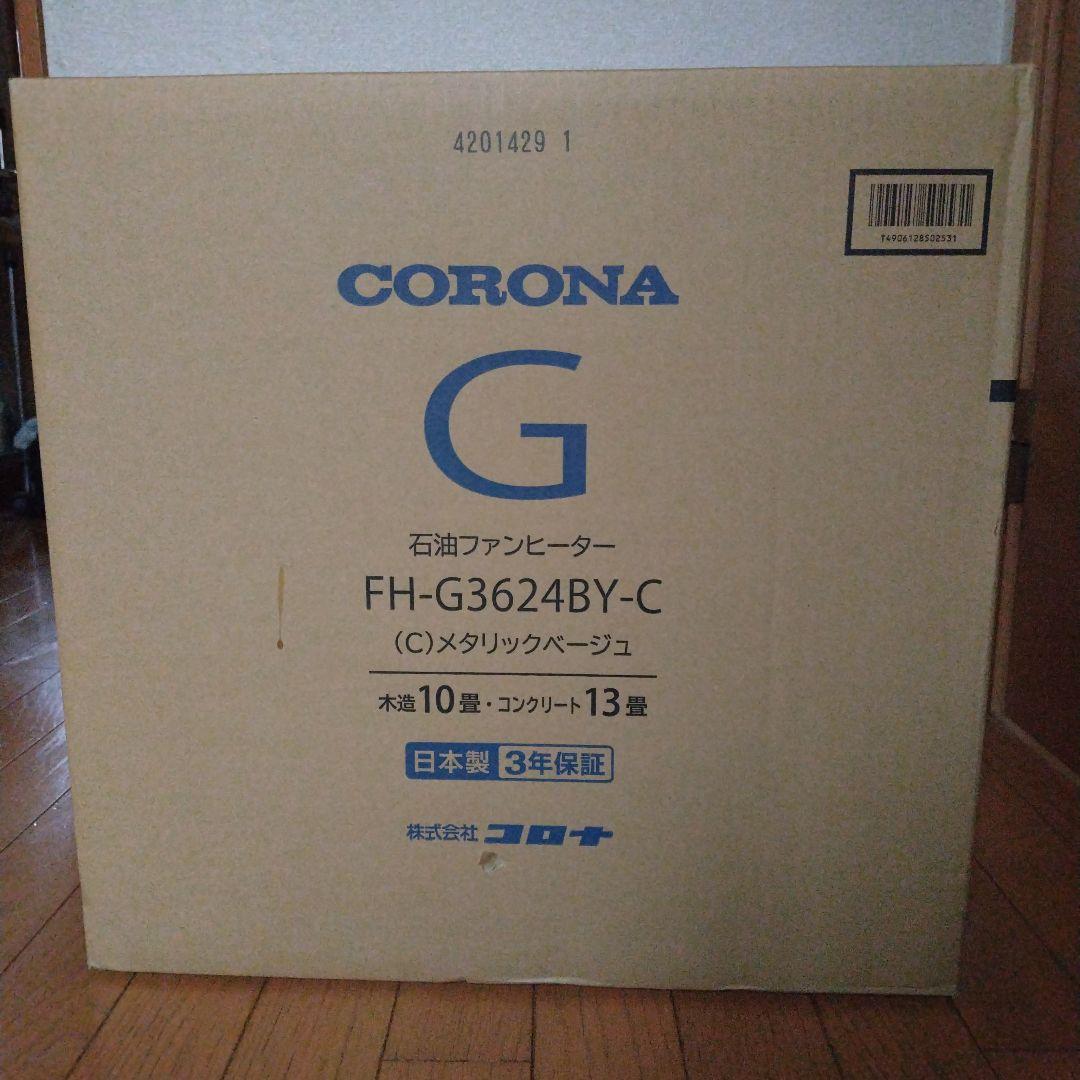 4201429 1
T4906128502531
CORONA
G
石油ファンヒーター
FH-G3624BY-C
(C)メタリックベージュ
木造10畳・コンクリート13畳
日本製 3年保証
株式会社 コロナ